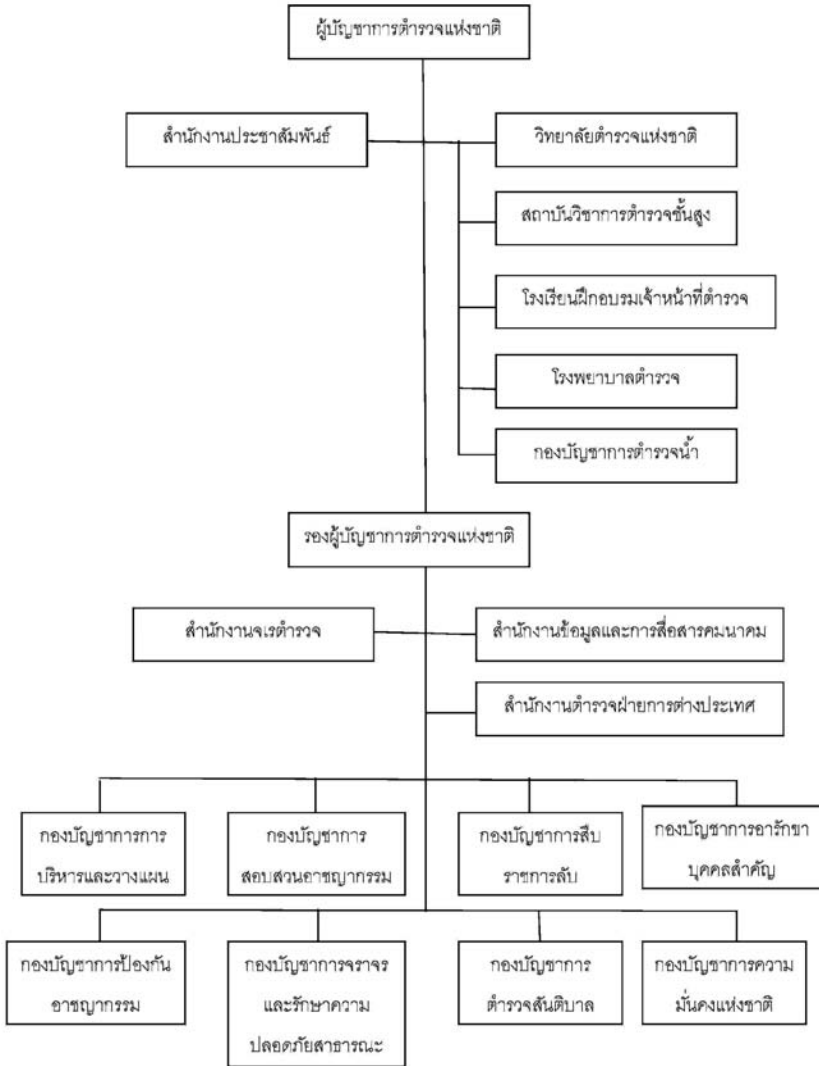 ผู้บัญชาการตำรวจแห่งชาติ
สำนักงานประชาสัมพันธ์
วิทยาลัยตำรวจแห่งชาติ
สถาบันวิชาการตำรวจชั้นสูง
โรงเรียนฝึกอบรมเจ้าหน้าที่ตำรวจ
โรงพยาบาลตำรวจ
กองบัญชาการตำรวจน้ำ
รองผู้บัญชาการตำรวจแห่งชาติ
สำนักงานจเรตำรวจ
สำนักงานข้อมูลและการสื่อสารคมนาคม
สำนักงานตำรวจฝ่ายการต่างประเทศ
กองบัญชาการการ
บริหารและวางแผน
กองบัญชาการ
สอบสวนอาชญากรรม
กองบัญชาการสืบ
ราชการลับ
กองบัญชาการอารักขา
บุคคลสำคัญ
กองบัญชาการป้องกัน
อาชญากรรม
กองบัญชาการจราจร
และรักษาความ
ปลอดภัยสาธารณะ
กองบัญชาการ
ตำรวจสันติบาล
กองบัญชาการความ
มั่นคงแห่งชาติ